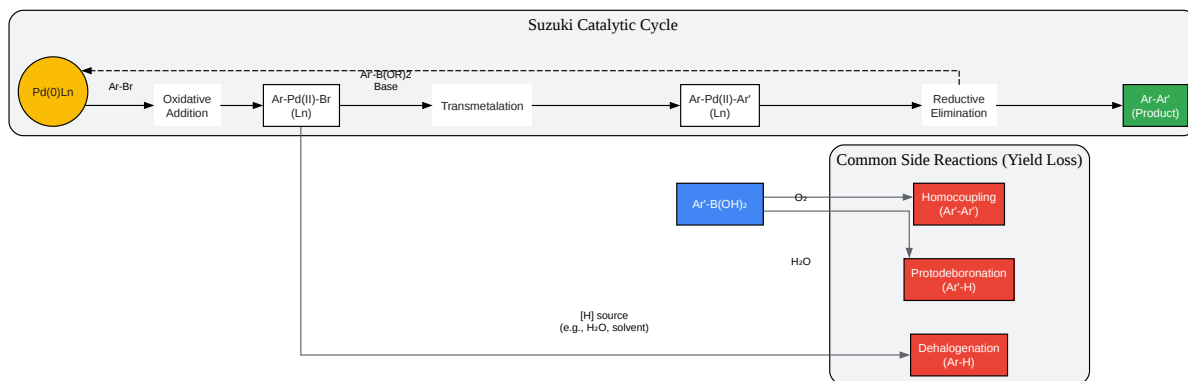 Suzuki Catalytic Cycle
Pd(0)Ln
Ar-Br
Oxidative
Addition
Ar-Pd(II)-Br
(Ln)
Ar'-B(OR)2
Base
Transmetalation
Ar-Pd(II)-Ar'
(Ln)
Reductive
Elimination
Ar-Ar'
(Product)
Common Side Reactions (Yield Loss)
Ar'-B(OH)₂
O₂
Homocoupling
(Ar'-Ar')
H₂O
Protodeboronation
(Ar'-H)
[H] source
(e.g., H₂O, solvent)
Dehalogenation
(Ar-H)